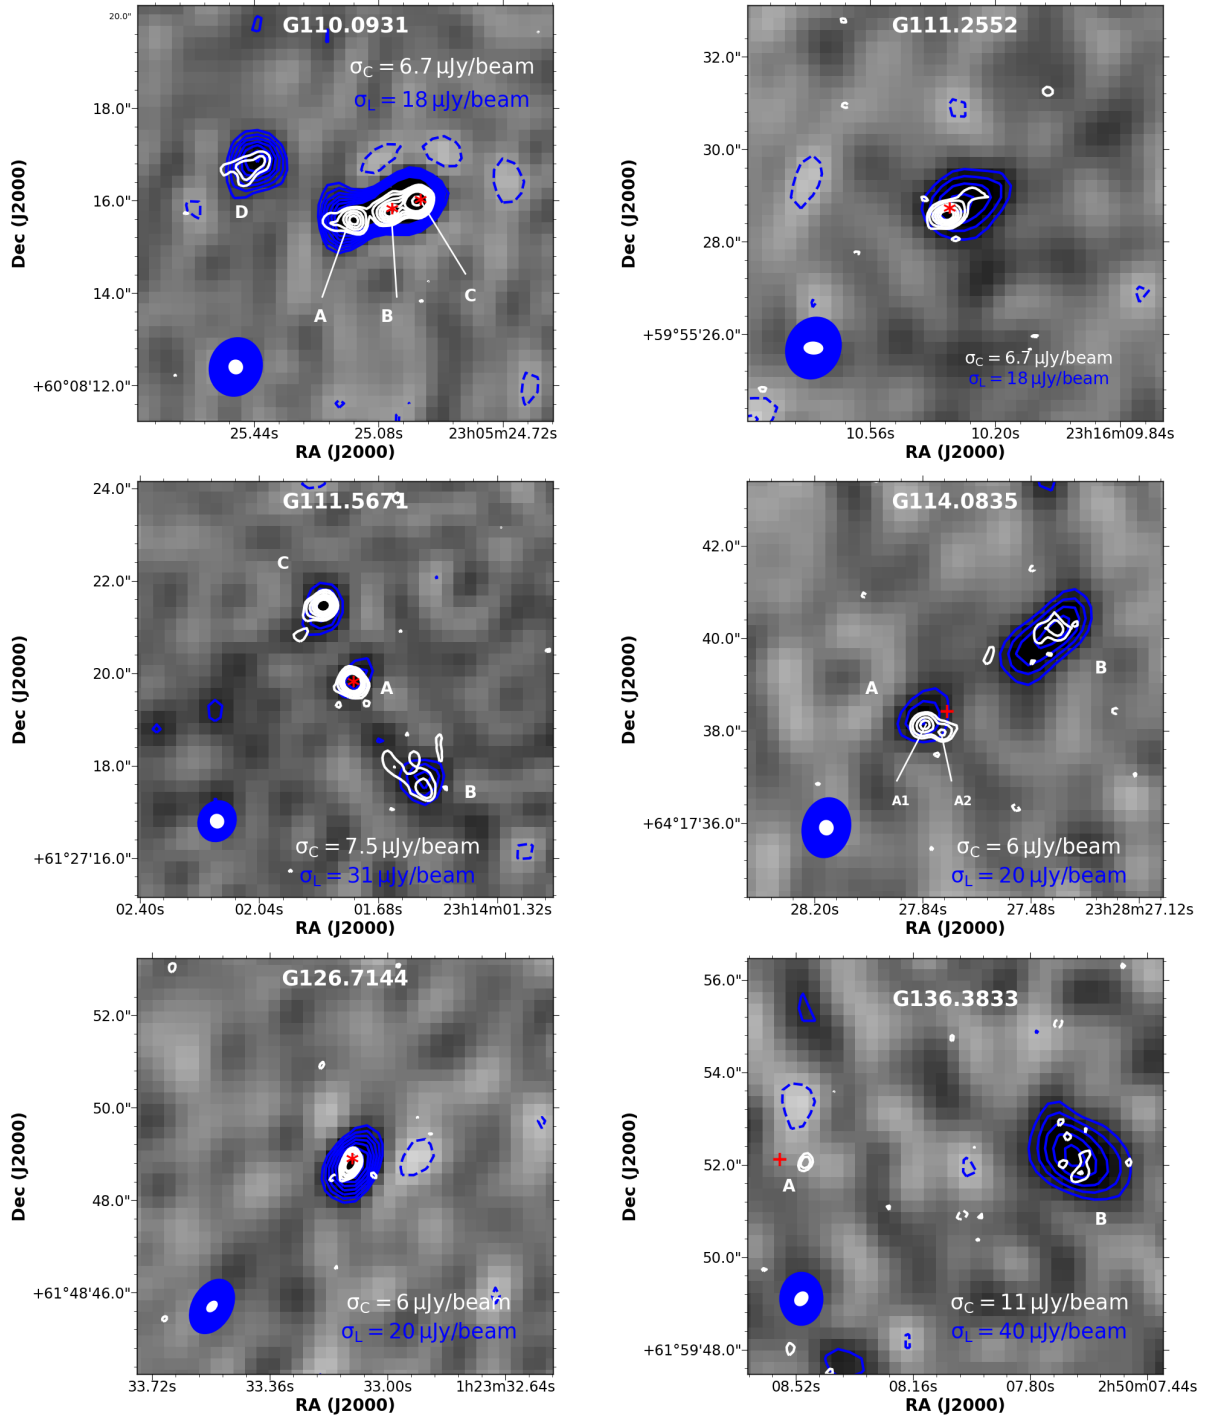 G110.0931
σC = 6.7 μJy/beam
σL = 18 μJy/beam
20.0"
18.0"
16.0"
14.0"
+60°08'12.0"
D
A
B
C
25.44s
25.08s
23h05m24.72s
RA (J2000)
Dec (J2000)
G111.2552
32.0"
30.0"
28.0"
+59°55'26.0"
σC = 6.7 μJy/beam
σL = 18 μJy/beam
10.56s
10.20s
23h16m09.84s
RA (J2000)
Dec (J2000)
G111.5671
24.0"
22.0"
20.0"
18.0"
+61°27'16.0"
C
A
B
σC = 7.5 μJy/beam
σL = 31 μJy/beam
02.40s
02.04s
01.68s
23h14m01.32s
RA (J2000)
Dec (J2000)
G114.0835
42.0"
40.0"
38.0"
+64°17'36.0"
A
B
A1
A2
σC = 6 μJy/beam
σL = 20 μJy/beam
28.20s
27.84s
27.48s
23h28m27.12s
RA (J2000)
Dec (J2000)
G126.7144
52.0"
50.0"
48.0"
+61°48'46.0"
σC = 6 μJy/beam
σL = 20 μJy/beam
33.72s
33.36s
33.00s
1h23m32.64s
RA (J2000)
Dec (J2000)
G136.3833
56.0"
54.0"
52.0"
50.0"
+61°59'48.0"
A
B
σC = 11 μJy/beam
σL = 40 μJy/beam
08.52s
08.16s
07.80s
2h50m07.44s
RA (J2000)
Dec (J2000)